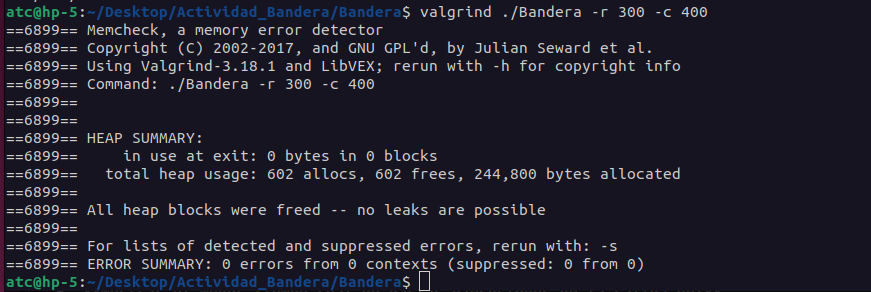 atc@hp-5:~/Desktop/Actividad_Bandera/Bandera$ valgrind ./Bandera -r 300 -c 400
==6899== Memcheck, a memory error detector
==6899== Copyright (C) 2002-2017, and GNU GPL'd, by Julian Seward et al.
==6899== Using Valgrind-3.18.1 and LibVEX; rerun with -h for copyright info
==6899== Command: ./Bandera -r 300 -c 400
==6899==
==6899==
==6899== HEAP SUMMARY:
==6899==     in use at exit: 0 bytes in 0 blocks
==6899==   total heap usage: 602 allocs, 602 frees, 244,800 bytes allocated
==6899==
==6899== All heap blocks were freed -- no leaks are possible
==6899==
==6899== For lists of detected and suppressed errors, rerun with: -s
==6899== ERROR SUMMARY: 0 errors from 0 contexts (suppressed: 0 from 0)
atc@hp-5:~/Desktop/Actividad_Bandera/Bandera$